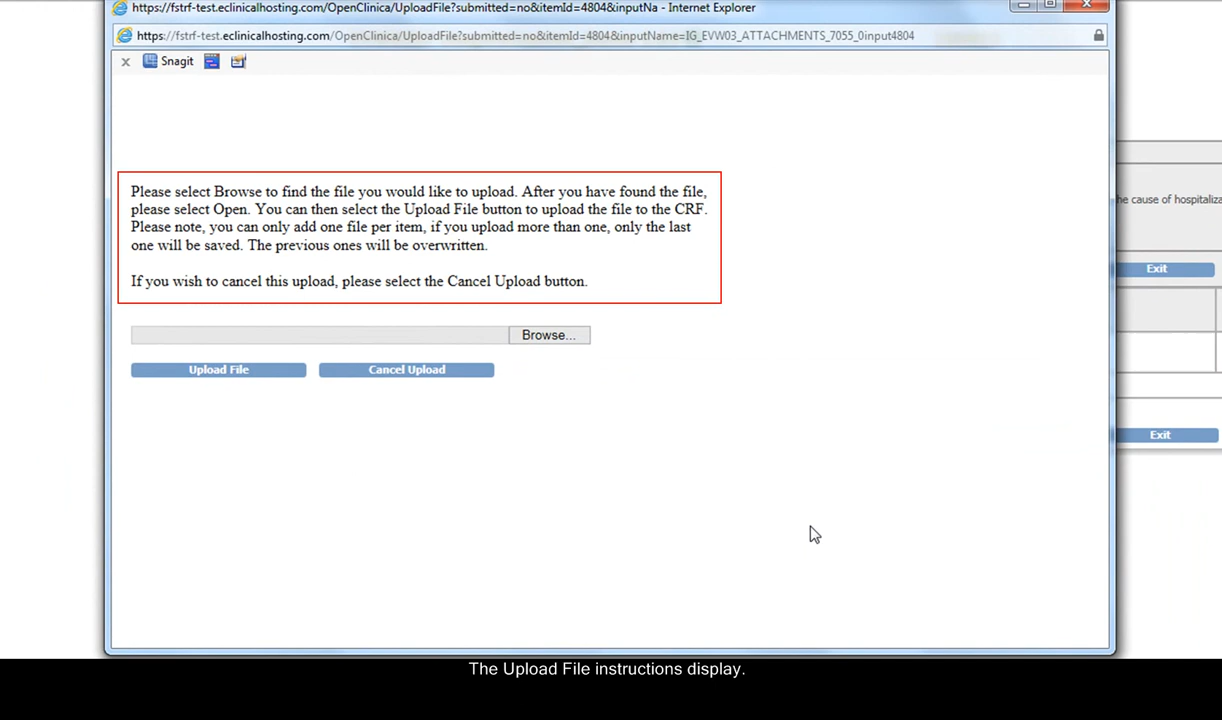 https://fstrf-test.eclinicalhosting.com/OpenClinica/UploadFile?submitted=no&itemId=4804&inputNa - Internet Explorer
https://fstrf-test.eclinicalhosting.com/OpenClinica/UploadFile?submitted=no&itemId=4804&inputName=IG_EVW03_ATTACHMENTS_7055_0input4804
x Snagit
Please select Browse to find the file you would like to upload. After you have found the file,
please select Open. You can then select the Upload File button to upload the file to the CRF.
Please note, you can only add one file per item, if you upload more than one, only the last
one will be saved. The previous ones will be overwritten.
If you wish to cancel this upload, please select the Cancel Upload button.
Browse...
Upload File Cancel Upload
he cause of hospitaliza
Exit
Exit
The Upload File instructions display.